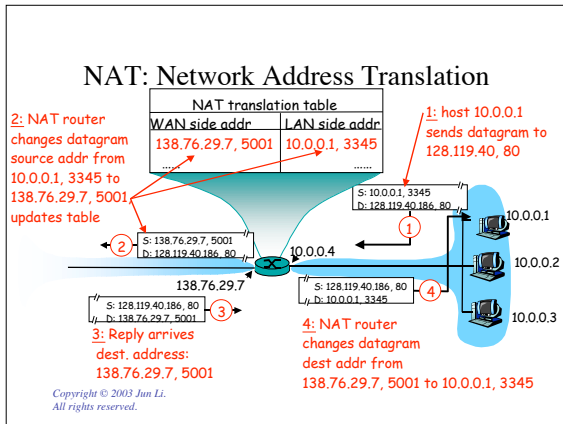 NAT: Network Address Translation
NAT translation table
WAN side addr LAN side addr
138.76.29.7, 5001 10.0.0.1, 3345
...... ......
2: NAT router
changes datagram
source addr from
10.0.0.1, 3345 to
138.76.29.7, 5001,
updates table
1: host 10.0.0.1
sends datagram to
128.119.40, 80
S: 10.0.0.1, 3345
D: 128.119.40.186, 80
1
10.0.0.1
S: 138.76.29.7, 5001
D: 128.119.40.186, 80
2
10.0.0.4
10.0.0.2
138.76.29.7
S: 128.119.40.186, 80
D: 10.0.0.1, 3345
4
S: 128.119.40.186, 80
D: 138.76.29.7, 5001
3
10.0.0.3
3: Reply arrives
dest. address:
138.76.29.7, 5001
4: NAT router
changes datagram
dest addr from
138.76.29.7, 5001 to 10.0.0.1, 3345
Copyright © 2003 Jun Li.
All rights reserved.